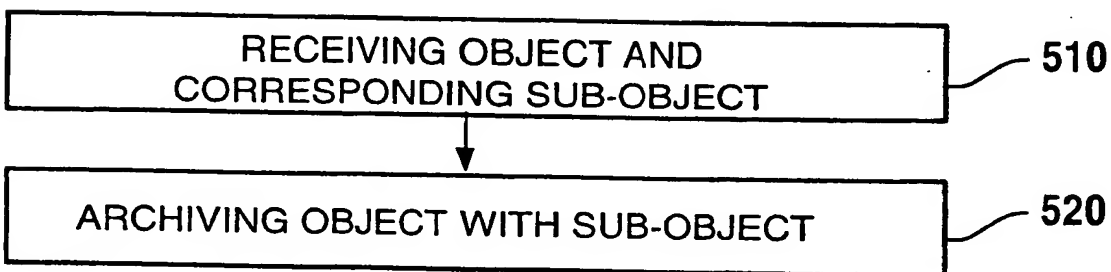 RECEIVING OBJECT AND
CORRESPONDING SUB-OBJECT
510
ARCHIVING OBJECT WITH SUB-OBJECT
520